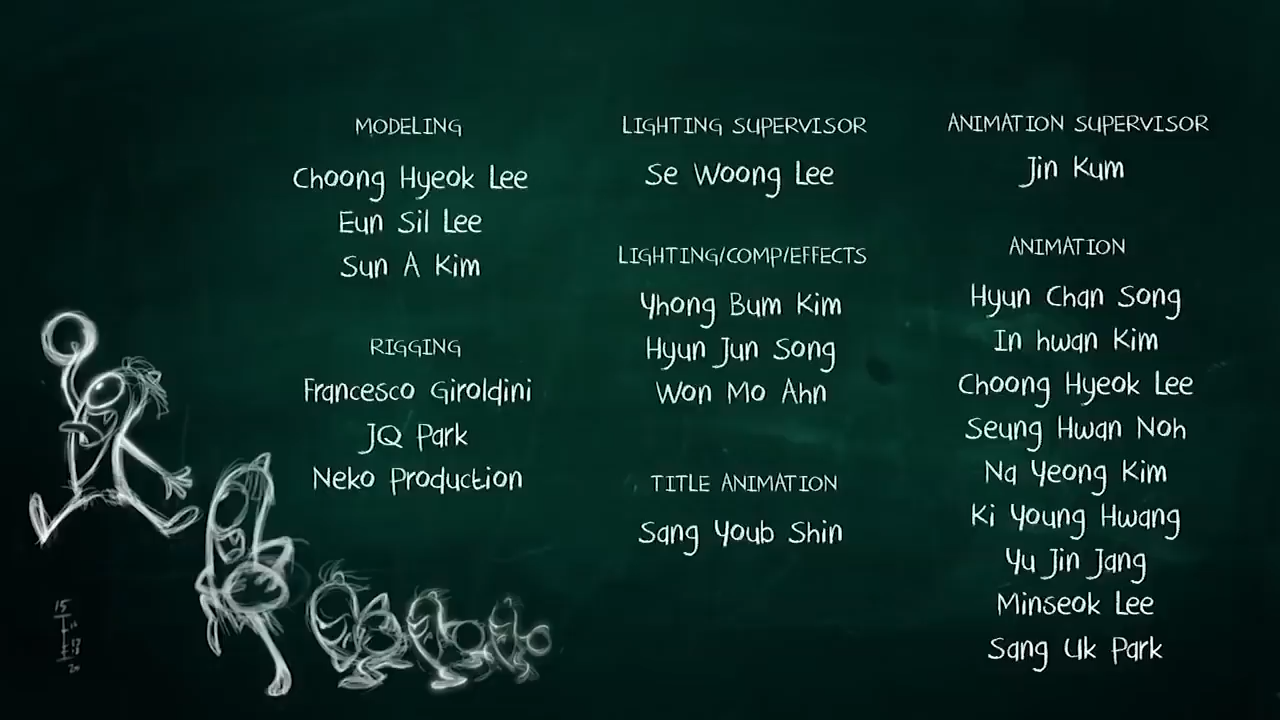 MODELING
Choong Hyeok Lee
Eun Sil Lee
Sun A Kim
RIGGING
Francesco Giroldini
JQ Park
Neko Production
LIGHTING SUPERVISOR
Se Woong Lee
LIGHTING/COMP/EFFECTS
Yhong Bum Kim
Hyun Jun Song
Won Mo Ahn
TITLE ANIMATION
Sang Youb Shin
ANIMATION SUPERVISOR
Jin Kum
ANIMATION
Hyun Chan Song
In hwan Kim
Choong Hyeok Lee
Seung Hwan Noh
Na Yeong Kim
Ki Young Hwang
Yu Jin Jang
Minseok Lee
Sang Uk Park
15